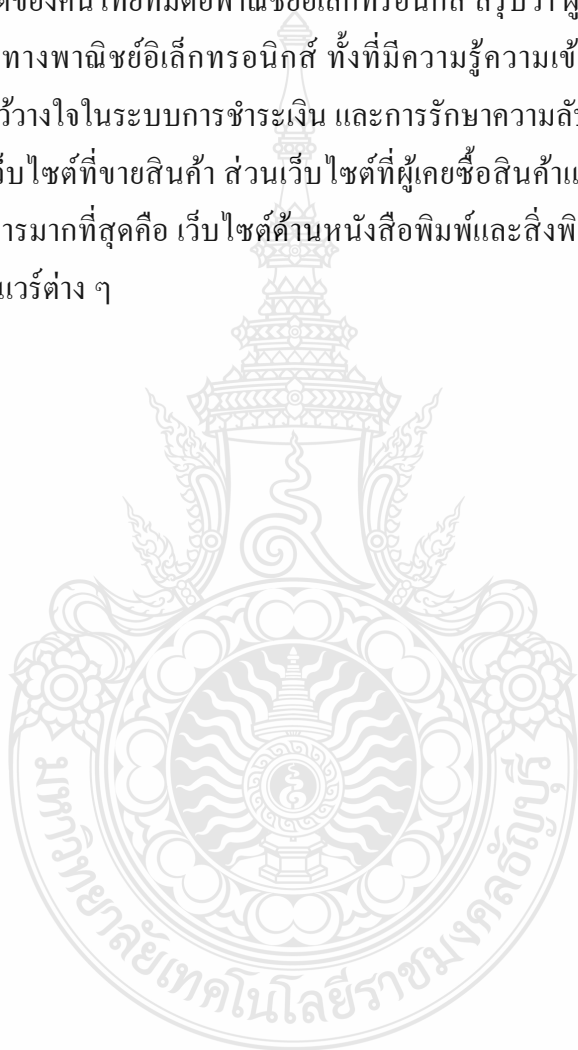 ของคนไทยที่มีต่อพาณิชย์อิเล็กทรอนิกส์ สรุปว่า
ทางพาณิชย์อิเล็กทรอนิกส์ ทั้งที่มีความรู้ความเข้
ว้วางใจในระบบการชำระเงิน และการรักษาความลั
ว็บไซต์ที่ขายสินค้า ส่วนเว็บไซต์ที่ผู้เคยซื้อสินค้าแ
ารมากที่สุดคือ เว็บไซต์ด้านหนังสือพิมพ์และสิ่งพิ
แวร์ต่าง ๆ
มหาวิทยาลัยเทคโนโลยีราชมงคลธัญบุรี